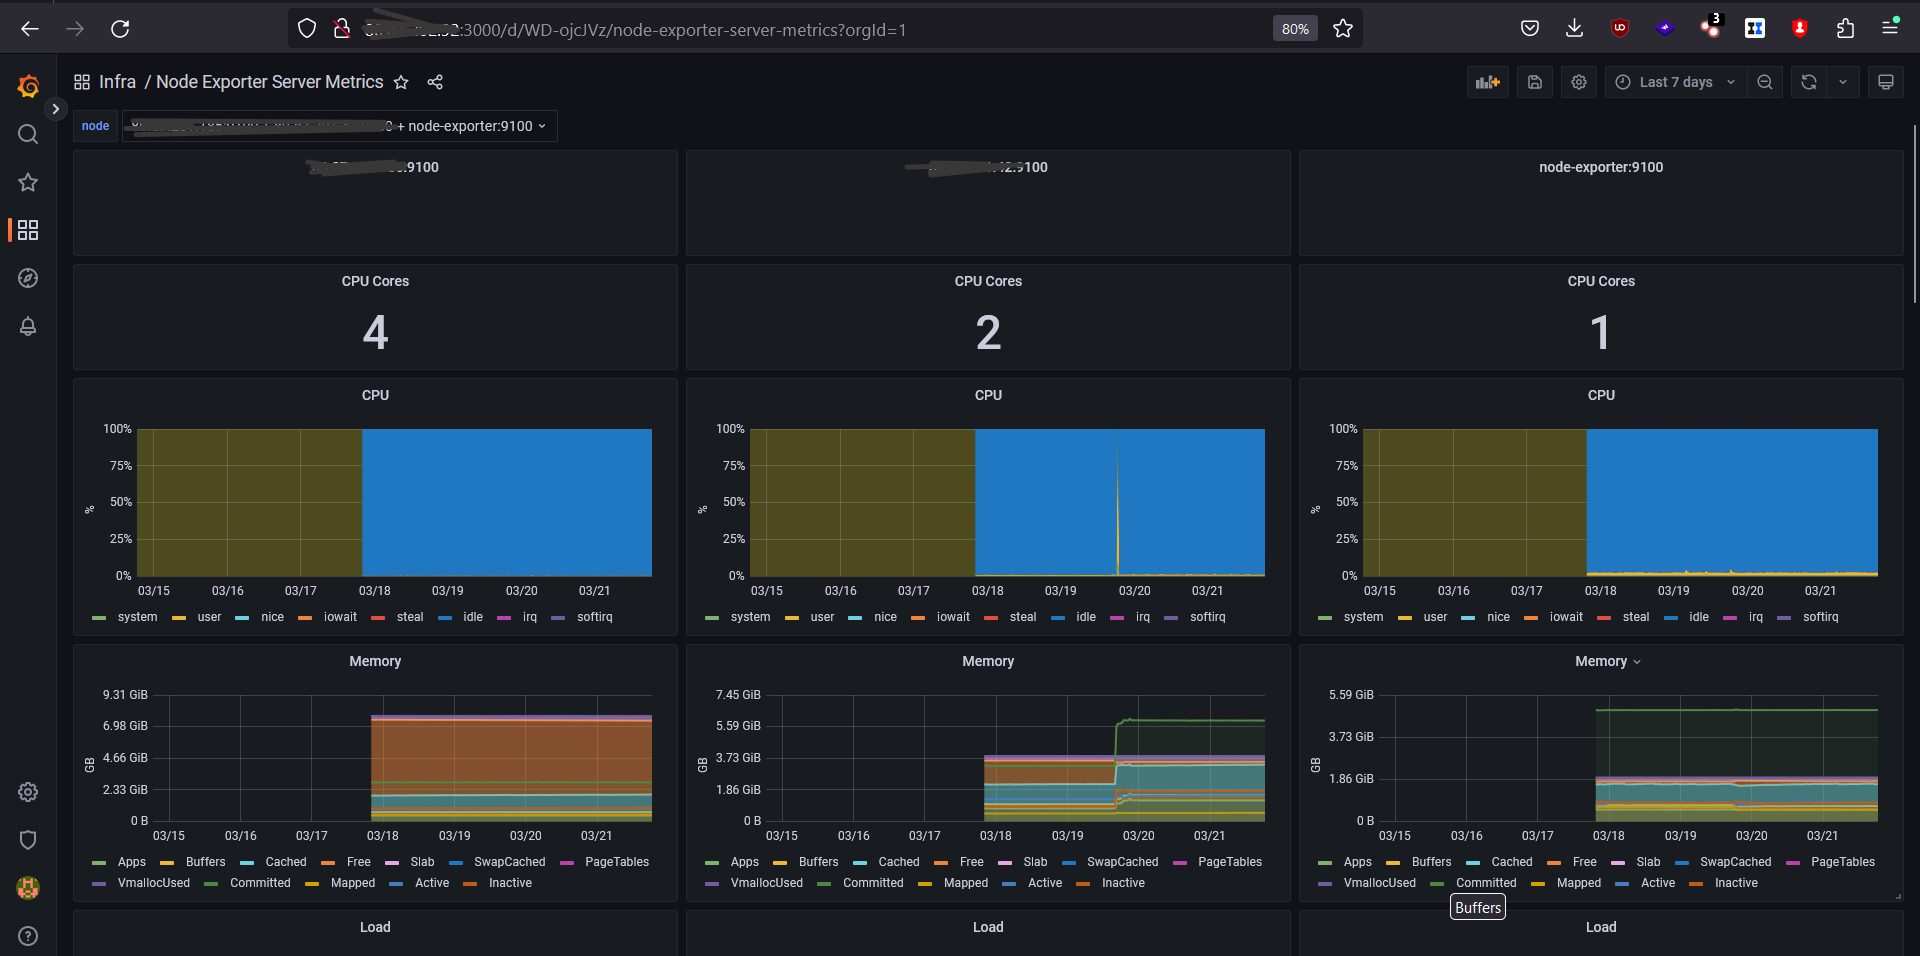 :3000/d/WD-ojcJVz/node-exporter-server-metrics?orgId=1
80%
3
Infra / Node Exporter Server Metrics
Last 7 days
node
+ node-exporter:9100
:9100
9100
node-exporter:9100
CPU Cores
CPU Cores
CPU Cores
4
2
1
CPU
100%
75%
50%
25%
0%
%
03/15 03/16 03/17 03/18 03/19 03/20 03/21
system user nice iowait steal idle irq softirq
CPU
100%
75%
50%
25%
0%
%
03/15 03/16 03/17 03/18 03/19 03/20 03/21
system user nice iowait steal idle irq softirq
CPU
100%
75%
50%
25%
0%
%
03/15 03/16 03/17 03/18 03/19 03/20 03/21
system user nice iowait steal idle irq softirq
Memory
9.31 GiB
6.98 GiB
4.66 GiB
2.33 GiB
0 B
GB
03/15 03/16 03/17 03/18 03/19 03/20 03/21
Apps Buffers Cached Free Slab SwapCached PageTables
VmallocUsed Committed Mapped Active Inactive
Memory
7.45 GiB
5.59 GiB
3.73 GiB
1.86 GiB
0 B
GB
03/15 03/16 03/17 03/18 03/19 03/20 03/21
Apps Buffers Cached Free Slab SwapCached PageTables
VmallocUsed Committed Mapped Active Inactive
Memory
5.59 GiB
3.73 GiB
1.86 GiB
0 B
GB
03/15 03/16 03/17 03/18 03/19 03/20 03/21
Apps Buffers Cached Free Slab SwapCached PageTables
VmallocUsed Committed Mapped Active Inactive
Buffers
Load
Load
Load